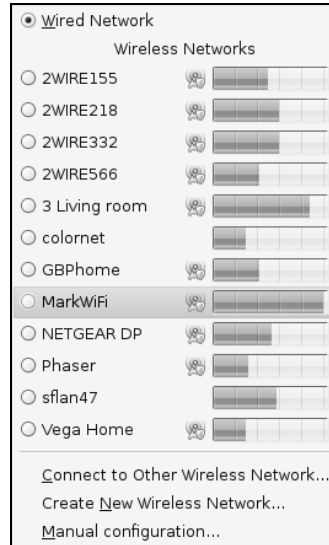 Wired Network
Wireless Networks
2WIRE155
2WIRE218
2WIRE332
2WIRE566
3 Living room
colornet
GBPhome
MarkWiFi
NETGEAR DP
Phaser
sflan47
Vega Home
Connect to Other Wireless Network...
Create New Wireless Network...
Manual configuration...